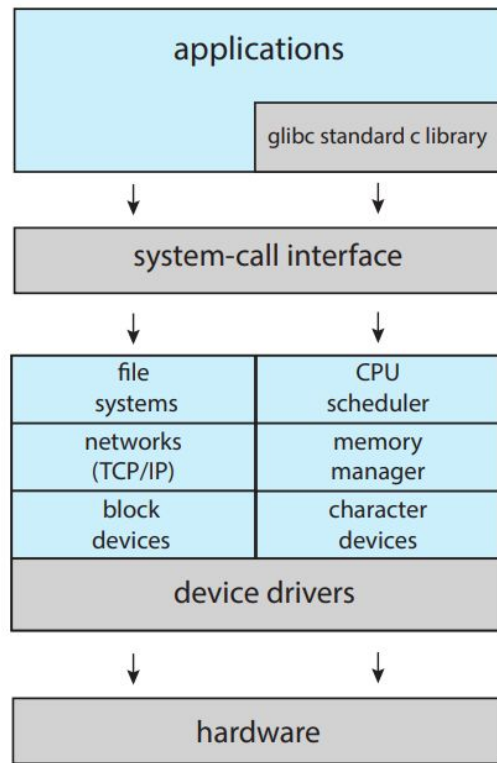 applications
glibc standard c library
system-call interface
file
systems
CPU
scheduler
networks
(TCP/IP)
memory
manager
block
devices
character
devices
device drivers
hardware